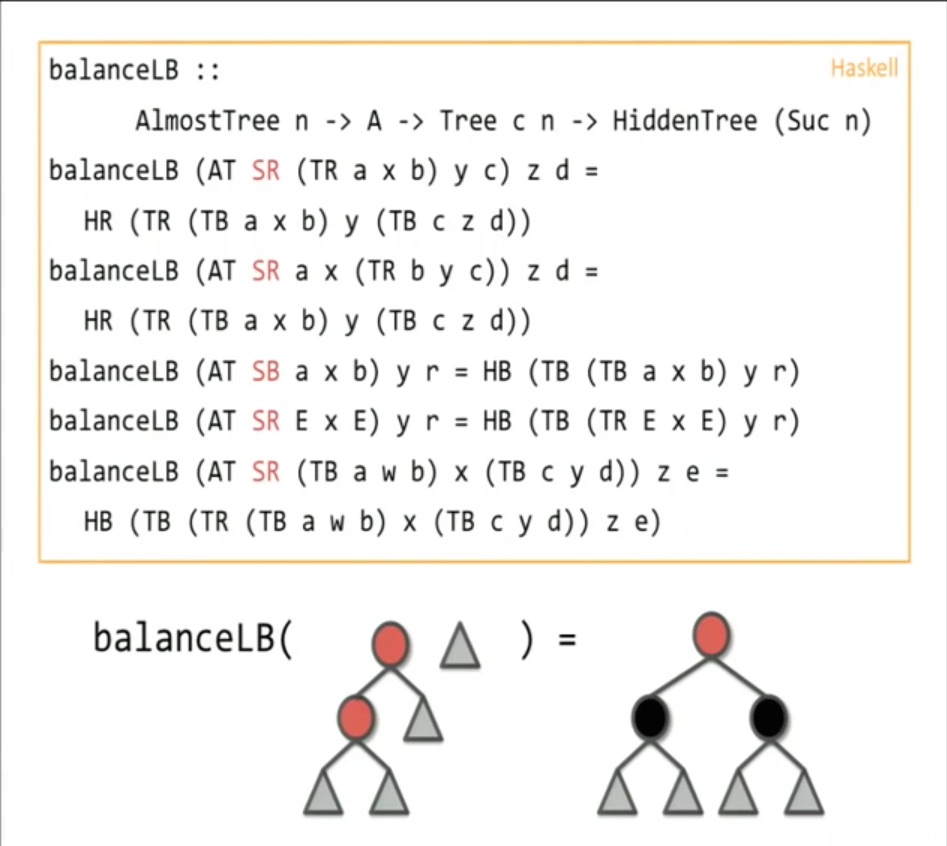 balanceLB ::
Haskell
AlmostTree n -> A -> Tree c n -> HiddenTree (Suc n)
balanceLB (AT SR (TR a x b) y c) z d =
HR (TR (TB a x b) y (TB c z d))
balanceLB (AT SR a x (TR b y c)) z d =
HR (TR (TB a x b) y (TB c z d))
balanceLB (AT SB a x b) y r = HB (TB (TB a x b) y r)
balanceLB (AT SR E x E) y r = HB (TB (TR E x E) y r)
balanceLB (AT SR (TB a w b) x (TB c y d)) z e =
HB (TB (TR (TB a w b) x (TB c y d)) z e)
balanceLB( ) =